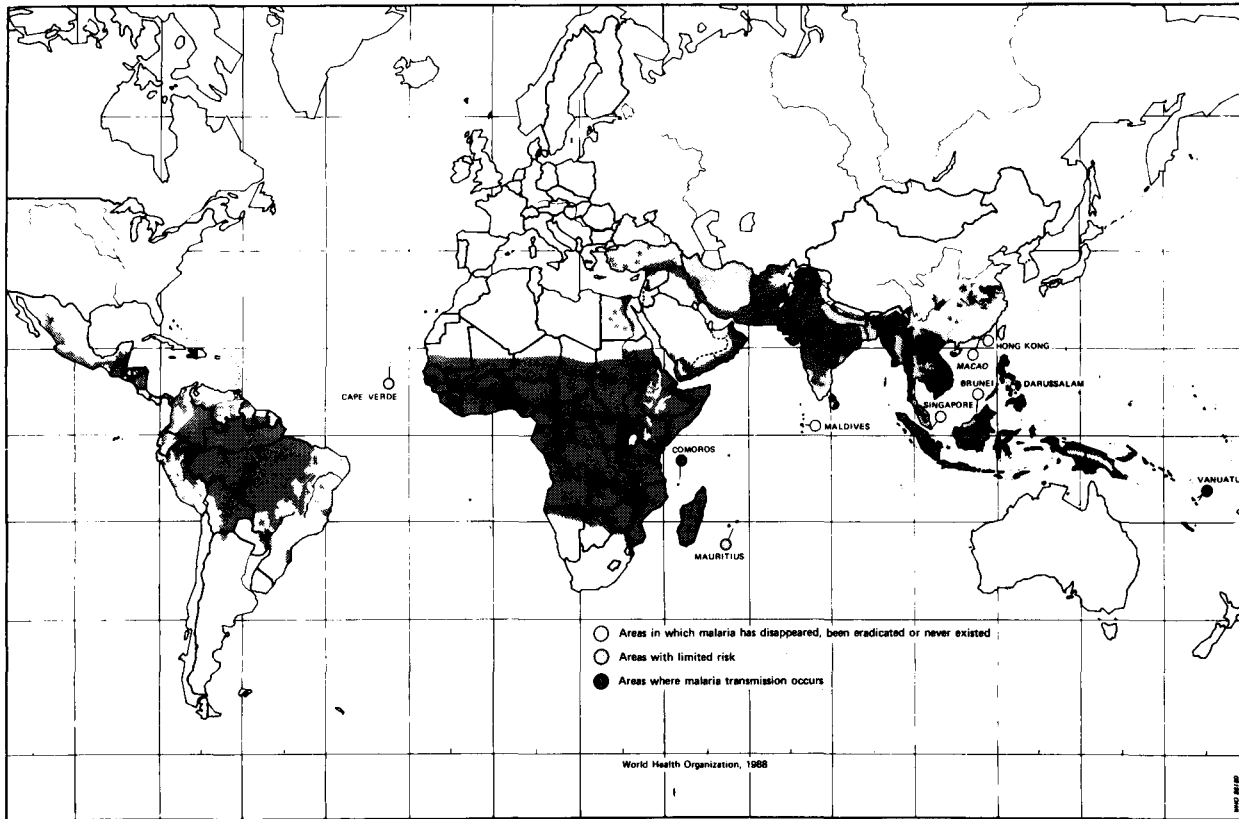 HONG KONG
MACAO
BRUNEI
DARUSSALAM
CAPE VERDE
SINGAPORE
MALDIVES
COMOROS
VANUATU
MAURITIUS
Areas in which malaria has disappeared, been eradicated or never existed
Areas with limited risk
Areas where malaria transmission occurs
World Health Organization, 1988